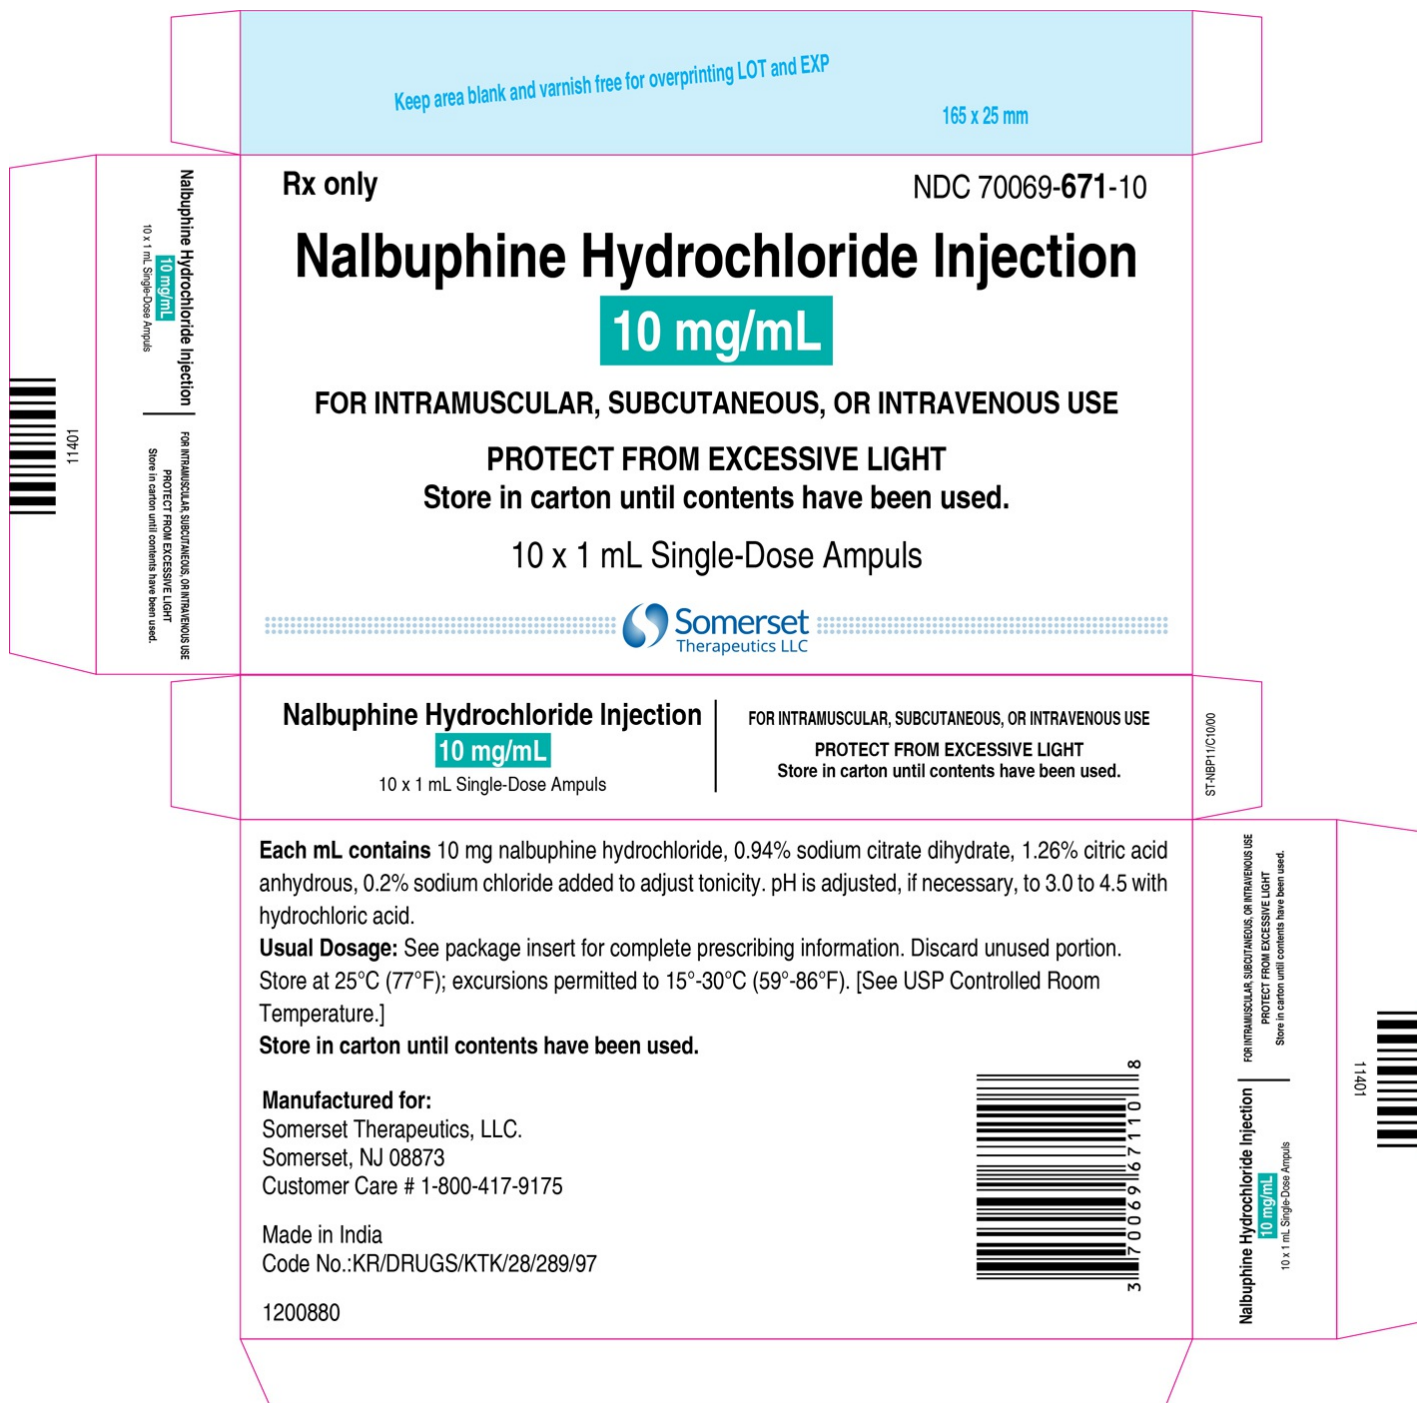 Keep area blank and varnish free for overprinting LOT and EXP
165 x 25 mm
Rx only
NDC 70069-671-10
Nalbuphine Hydrochloride Injection
10 mg/mL
FOR INTRAMUSCULAR, SUBCUTANEOUS, OR INTRAVENOUS USE
PROTECT FROM EXCESSIVE LIGHT
Store in carton until contents have been used.
10 x 1 mL Single-Dose Ampuls
Somerset
Therapeutics LLC
Nalbuphine Hydrochloride Injection
10 mg/mL
10 x 1 mL Single-Dose Ampuls
FOR INTRAMUSCULAR, SUBCUTANEOUS, OR INTRAVENOUS USE
PROTECT FROM EXCESSIVE LIGHT
Store in carton until contents have been used.
11401
Nalbuphine Hydrochloride Injection
10 mg/mL
10 x 1 mL Single-Dose Ampuls
FOR INTRAMUSCULAR, SUBCUTANEOUS, OR INTRAVENOUS USE
PROTECT FROM EXCESSIVE LIGHT
Store in carton until contents have been used.
ST-NBP11/C10/00
Each mL contains 10 mg nalbuphine hydrochloride, 0.94% sodium citrate dihydrate, 1.26% citric acid
anhydrous, 0.2% sodium chloride added to adjust tonicity. pH is adjusted, if necessary, to 3.0 to 4.5 with
hydrochloric acid.
Usual Dosage: See package insert for complete prescribing information. Discard unused portion.
Store at 25°C (77°F); excursions permitted to 15°-30°C (59°-86°F). [See USP Controlled Room
Temperature.]
Store in carton until contents have been used.
Manufactured for:
Somerset Therapeutics, LLC.
Somerset, NJ 08873
Customer Care # 1-800-417-9175
Made in India
Code No.:KR/DRUGS/KTK/28/289/97
1200880
3 70069 67110 8
Nalbuphine Hydrochloride Injection
10 mg/mL
10 x 1 mL Single-Dose Ampuls
FOR INTRAMUSCULAR, SUBCUTANEOUS, OR INTRAVENOUS USE
PROTECT FROM EXCESSIVE LIGHT
Store in carton until contents have been used.
11401